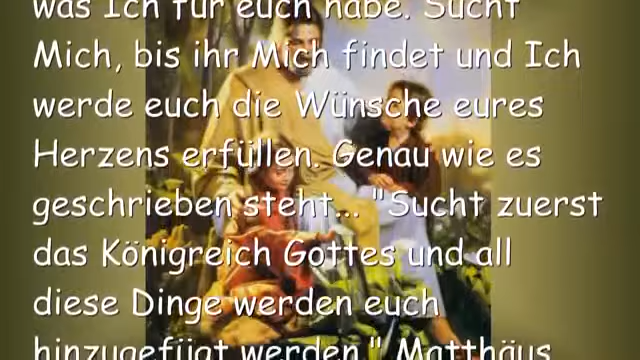 was Ich für euch habe. Sucht
Mich, bis ihr Mich findet und Ich
werde euch die Wünsche eures
Herzens erfüllen. Genau wie es
geschrieben steht... "Sucht zuerst
das Königreich Gottes und all
diese Dinge werden euch
hinzugefügt werden." Matthäus